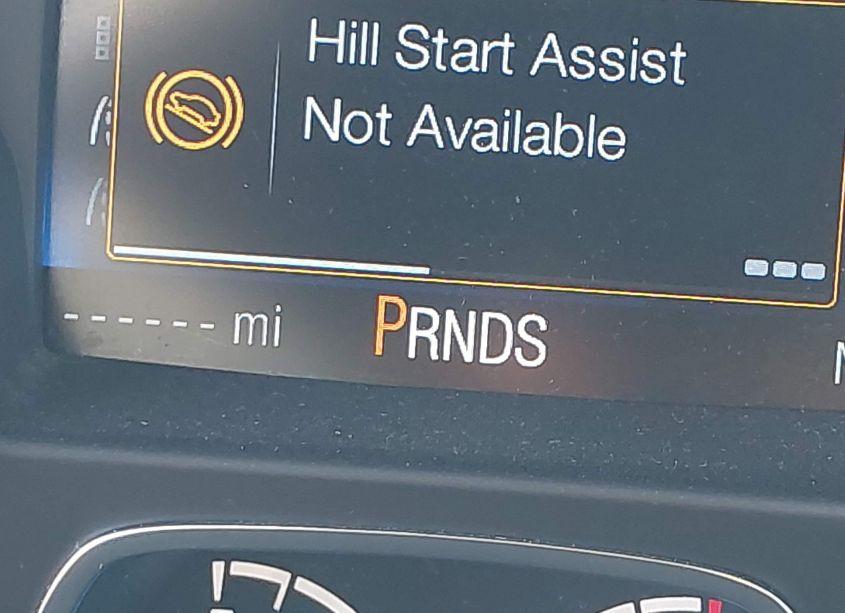 Hill Start Assist
Not Available
------ mi PRNDS